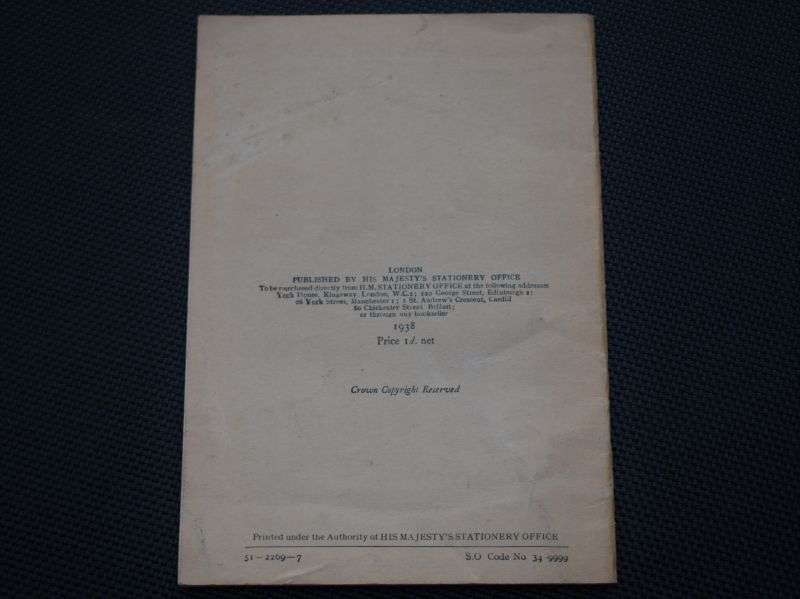 LONDON
PUBLISHED BY HIS MAJESTY'S STATIONERY OFFICE
To be purchased directly from H.M. STATIONERY OFFICE at the following addresses
York House, Kingsway, London, W.C.2; 120 George Street, Edinburgh 2;
26 York Street, Manchester 1; 1 St. Andrew's Crescent, Cardiff
80 Chichester Street, Belfast;
or through any bookseller
1938
Price 1d. net
Crown Copyright Reserved
Printed under the Authority of HIS MAJESTY'S STATIONERY OFFICE
51-2269-7
S.O. Code No. 34-9999